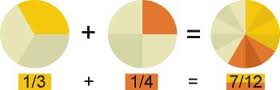 + =
1/3 + 1/4 = 7/12